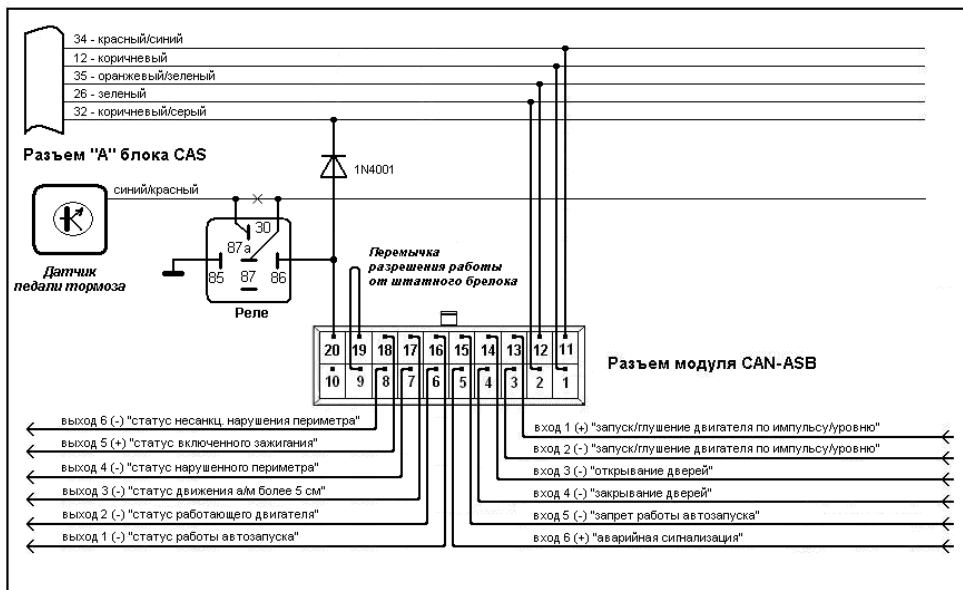 34 - красный/синий
12 - коричневый
35 - оранжевый/зеленый
26 - зеленый
32 - коричневый/серый
Разъем "А" блока CAS
1N4001
синий/красный
30
87a
85
87
86
Реле
Датчик
педали тормоза
Перемычка
разрешения работы
от штатного брелока
20 19 18 17 16 15 14 13 12 11
10 9 8 7 6 5 4 3 2 1
Разъем модуля CAN-ASB
выход 6 (-) "статус несанкц. нарушения периметра"
выход 5 (+) "статус включенного зажигания"
выход 4 (-) "статус нарушенного периметра"
выход 3 (-) "статус движения а/м более 5 см"
выход 2 (-) "статус работающего двигателя"
выход 1 (-) "статус работы автозапуска"
вход 1 (+) "запуск/глушение двигателя по импульсу/уровню"
вход 2 (-) "запуск/глушение двигателя по импульсу/уровню"
вход 3 (-) "открывание дверей"
вход 4 (-) "закрывание дверей"
вход 5 (-) "запрет работы автозапуска"
вход 6 (+) "аварийная сигнализация"